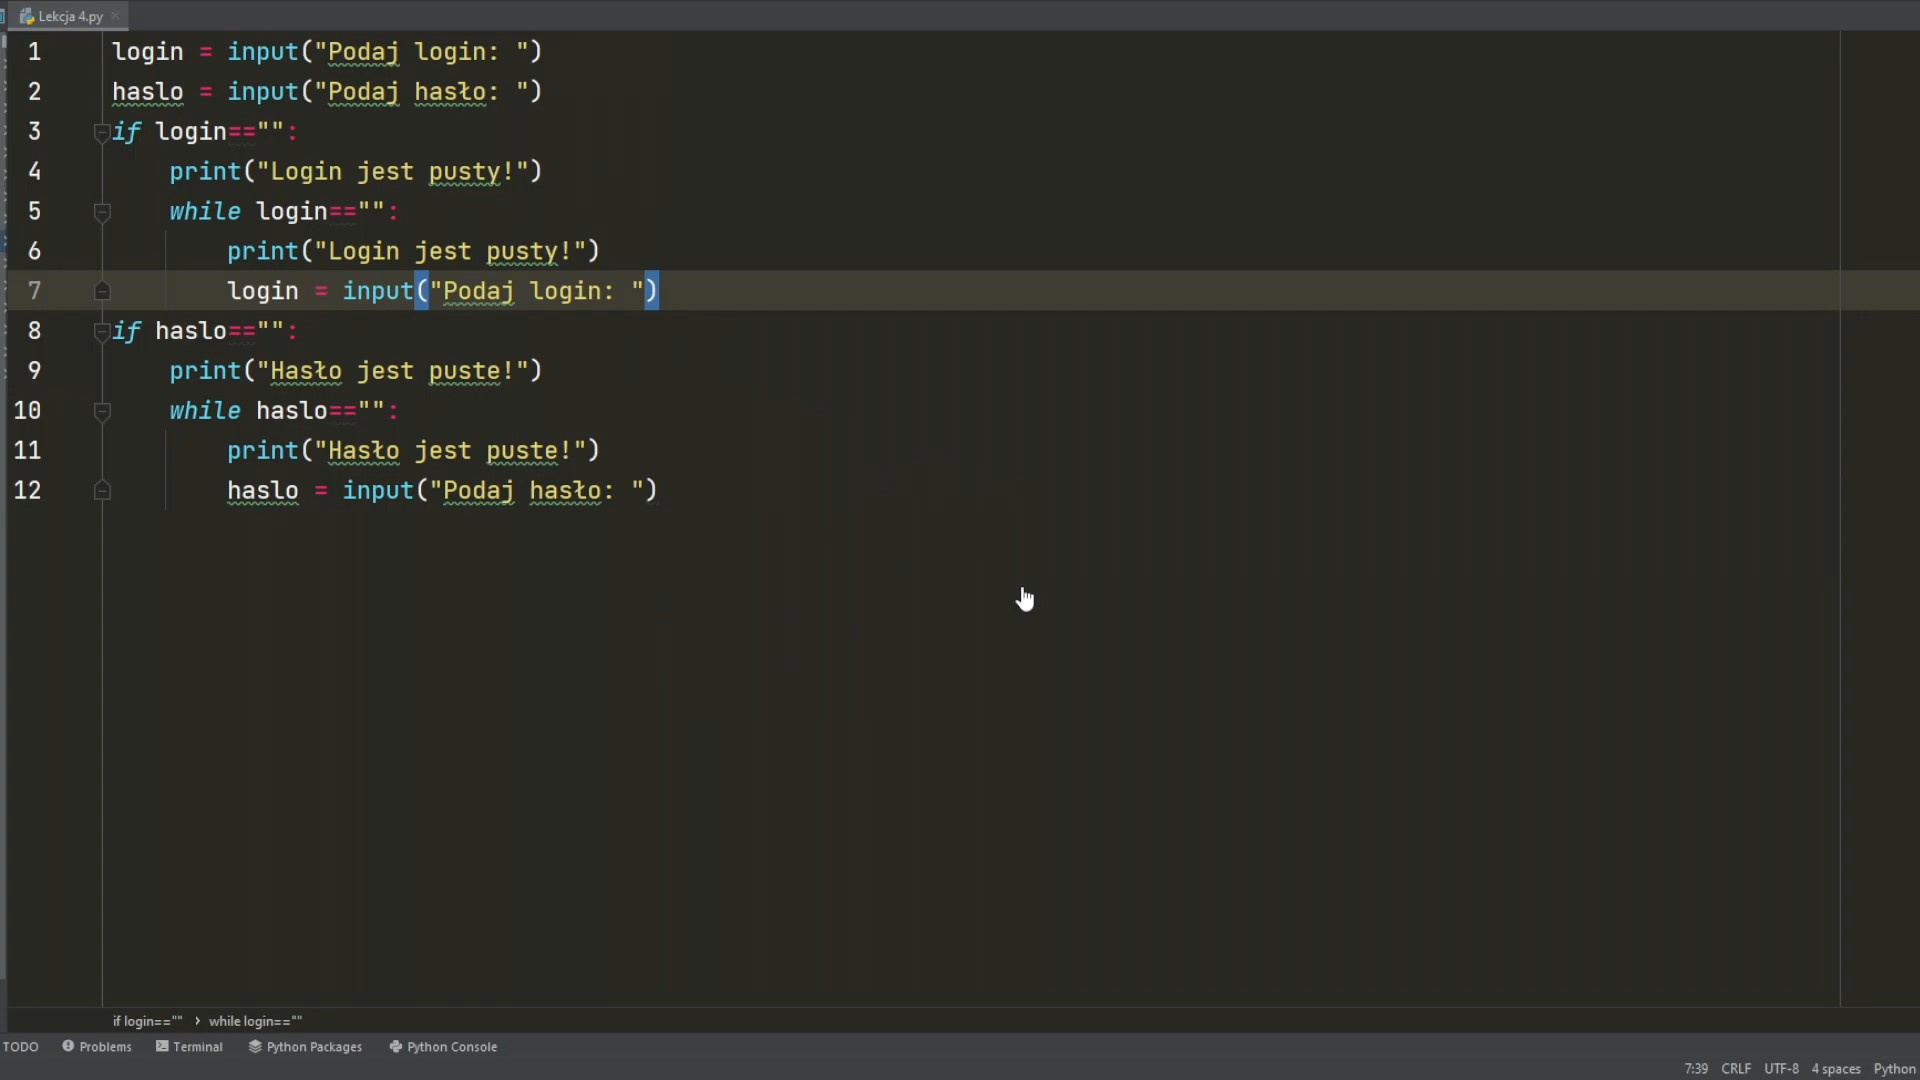 Lekcja 4.py
1 login = input("Podaj login: ")
2 haslo = input("Podaj hasło: ")
3 if login=="":
4 print("Login jest pusty!")
5 while login=="":
6 print("Login jest pusty!")
7 login = input("Podaj login: ")
8 if haslo=="":
9 print("Hasło jest puste!")
10 while haslo=="":
11 print("Hasło jest puste!")
12 haslo = input("Podaj hasło: ")
if login=="" › while login==""
TODO Problems Terminal Python Packages Python Console
7:39 CRLF UTF-8 4 spaces Python